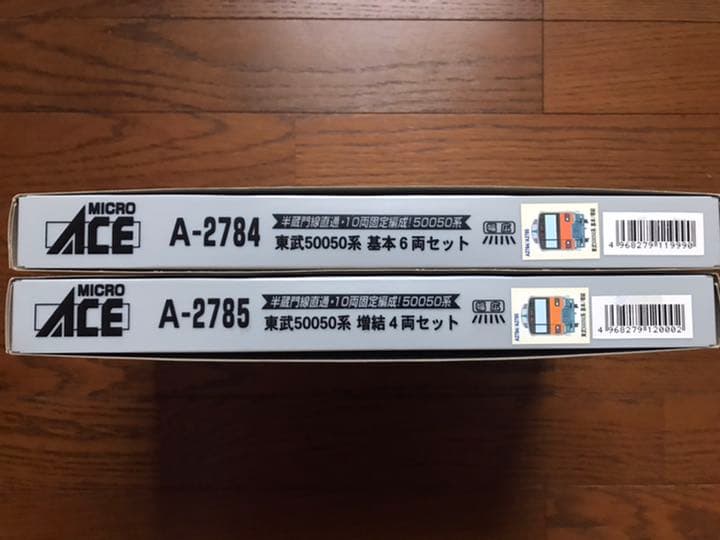 MICRO
ACE
A-2784
半蔵門線直通・10両固定編成!50050系
東武50050系 基本6両セット
4 968279 119990
MICRO
ACE
A-2785
半蔵門線直通・10両固定編成!50050系
東武50050系 増結4両セット
4 968279 120002